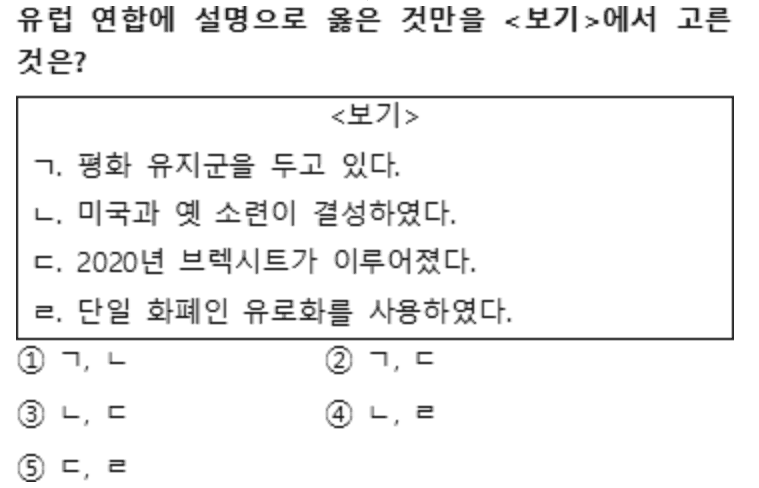 유럽 연합에 설명으로 옳은 것만을 <보기>에서 고른
것은?
<보기>
ㄱ. 평화 유지군을 두고 있다.
ㄴ. 미국과 옛 소련이 결성하였다.
ㄷ. 2020년 브렉시트가 이루어졌다.
ㄹ. 단일 화폐인 유로화를 사용하였다.
① ㄱ, ㄴ ② ㄱ, ㄷ
③ ㄴ, ㄷ ④ ㄴ, ㄹ
⑤ ㄷ, ㄹ